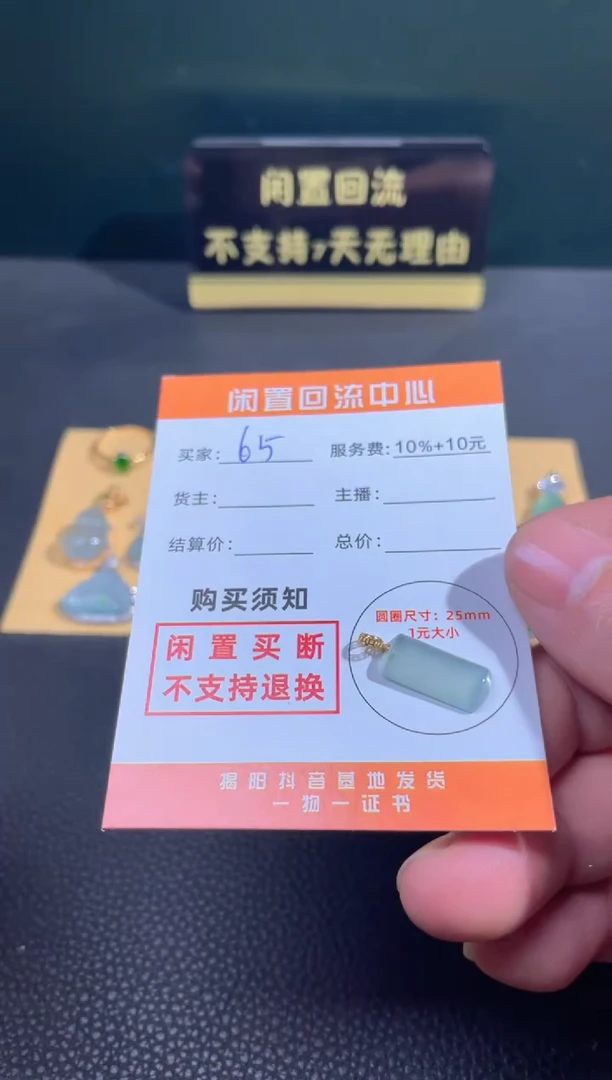 闲置回流
不支持7天无理由
闲置回流中心
买家: 65 服务费: 10%+10元
货主: 主播:
结算价: 总价:
购买须知
闲置买断
不支持退换
圆圈尺寸: 25mm
1元大小
揭阳抖音基地发货
一物一证书